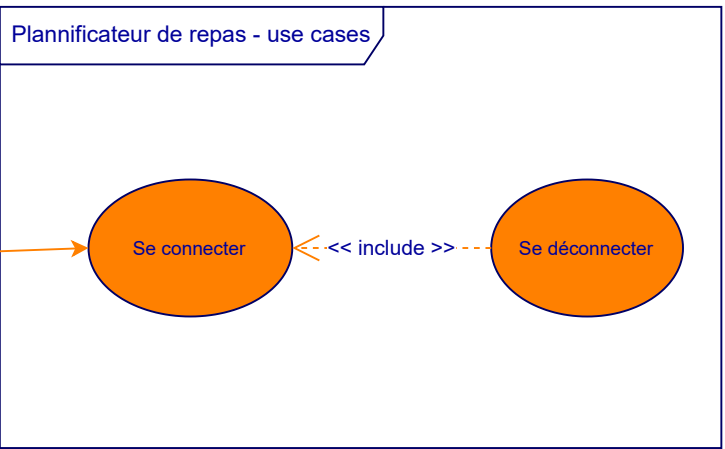 Plannificateur de repas - use cases
Se connecter
<< include >>
Se déconnecter